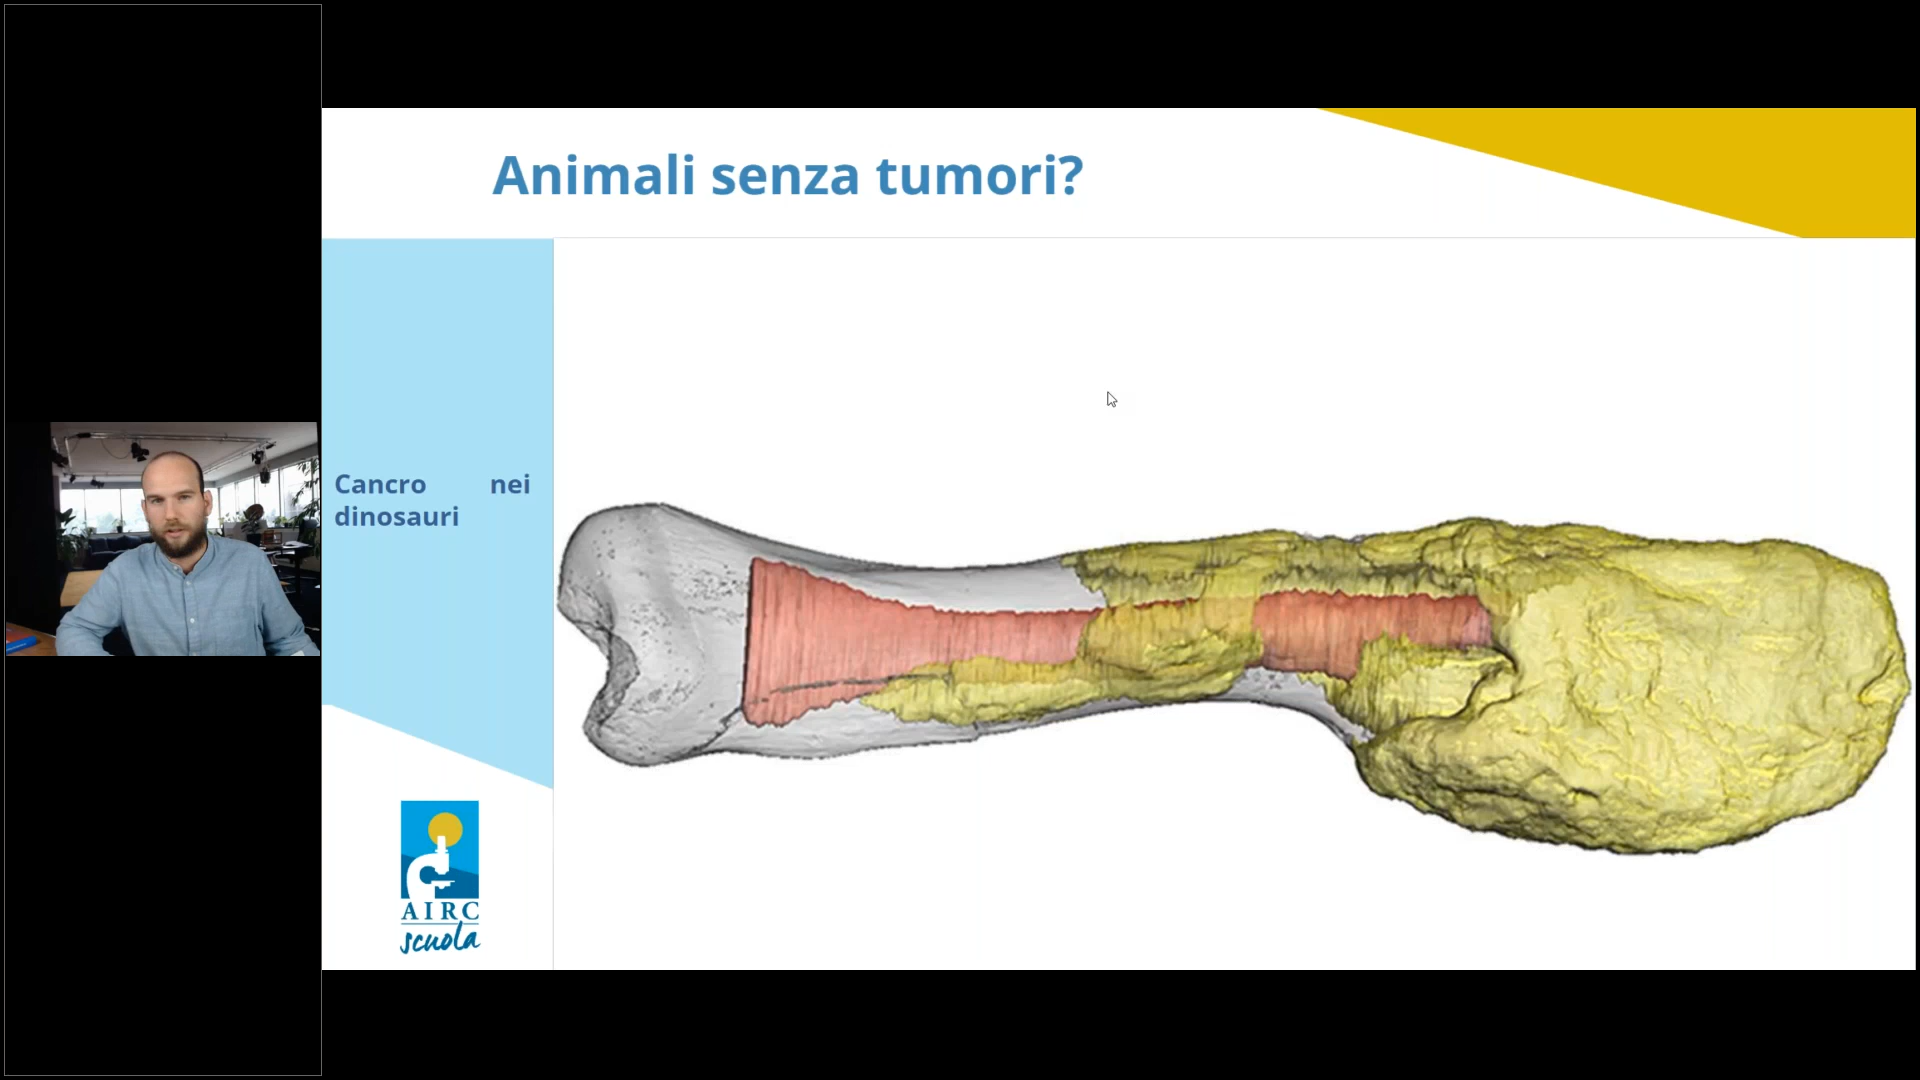 Animali senza tumori?
Cancro nei
dinosauri
AIRC
scuola